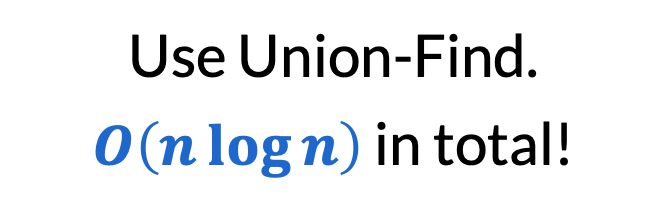 Use Union-Find.
O(n log n) in total!